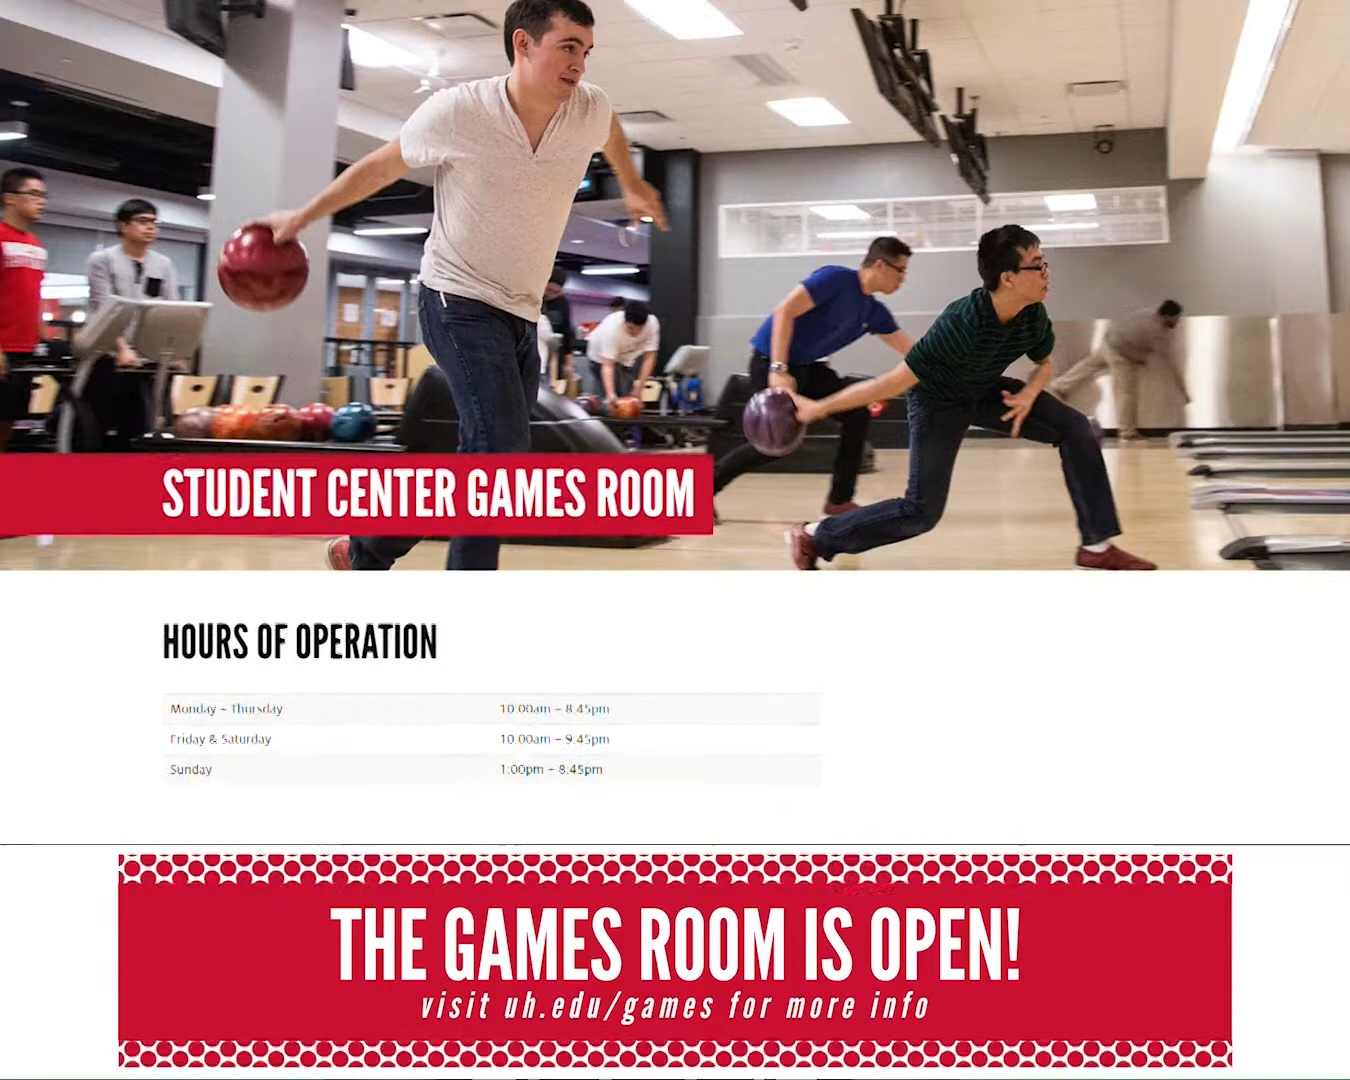 STUDENT CENTER GAMES ROOM
HOURS OF OPERATION
Monday – Thursday 10:00am – 8:45pm
Friday & Saturday 10:00am – 9:45pm
Sunday 1:00pm – 8:45pm
THE GAMES ROOM IS OPEN!
visit uh.edu/games for more info